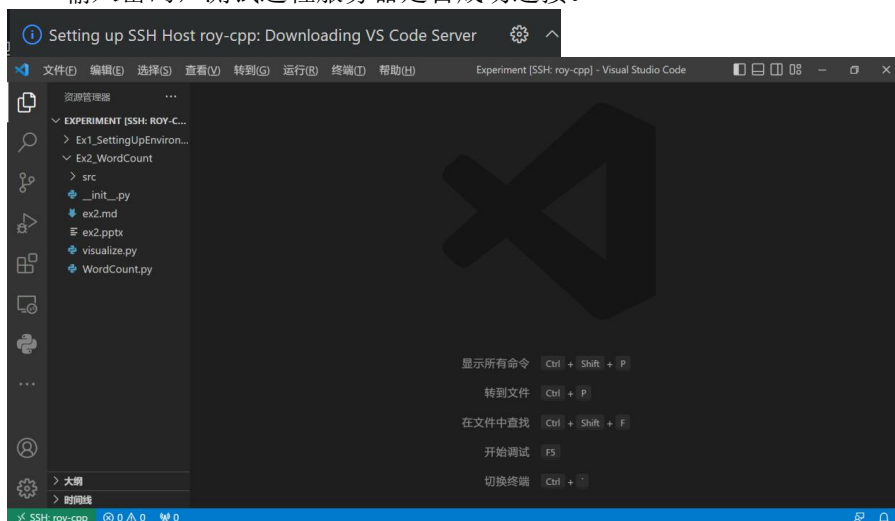 Setting up SSH Host roy-cpp: Downloading VS Code Server
文件(F) 编辑(E) 选择(S) 查看(V) 转到(G) 运行(R) 终端(T) 帮助(H) Experiment [SSH: roy-cpp] - Visual Studio Code
资源管理器 ...
EXPERIMENT [SSH: ROY-C...
Ex1_SettingUpEnviron...
Ex2_WordCount
src
__init__.py
ex2.md
ex2.pptx
visualize.py
WordCount.py
显示所有命令 Ctrl + Shift + P
转到文件 Ctrl + P
在文件中查找 Ctrl + Shift + F
开始调试 F5
切换终端 Ctrl + `
大纲
时间线
SSH: roy-cpp 0 0 0